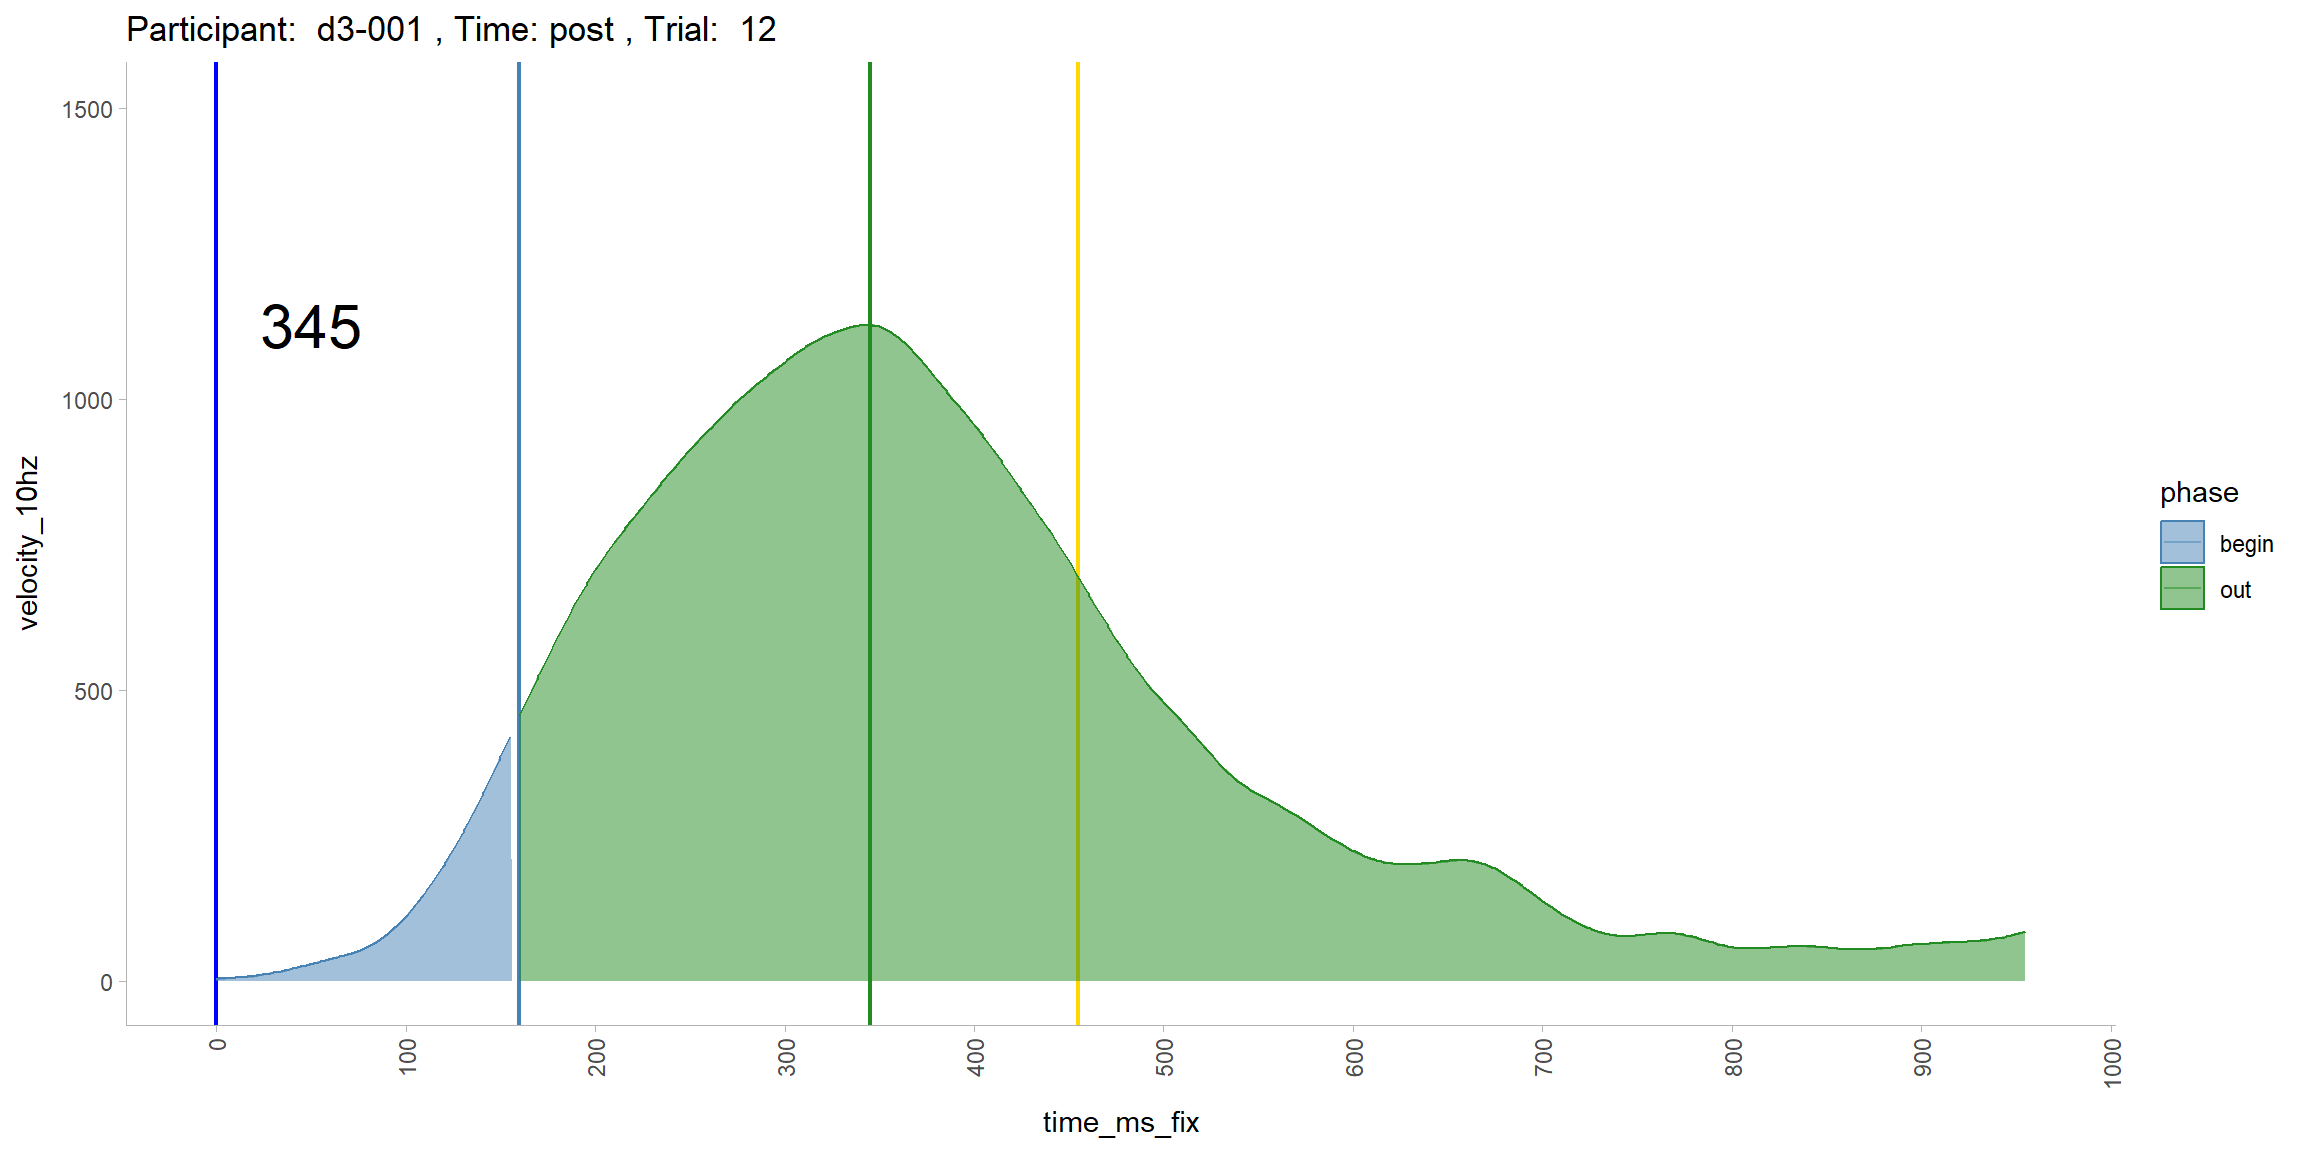 Participant:  d3-001 , Time: post , Trial:  12
1500
345
1000
velocity_10hz
500
0
phase
begin
out
0 100 200 300 400 500 600 700 800 900 1000
time_ms_fix